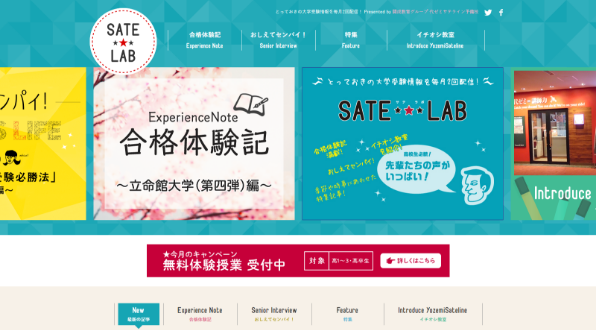 とっておきの大学受験情報を毎月2回配信！ Presented by
SATE
LAB
合格体験記
Experience Note
おしえてセンパイ！
Senior Interview
特集
Feature
イチオシ教室
Introduce YozemiSateline
ンパイ！
LIFE
験必勝法」
編〜
ExperienceNote
合格体験記
〜立命館大学（第四弾）編〜
とっておきの大学受験情報を毎月2回配信！
SATE LAB
合格体験記
満載！
イチオシ教室
を紹介！
おしえてセンパイ！
高校生必見！
先輩たちの声が
いっぱい！
Introduce
★今月のキャンペーン
無料体験授業 受付中
対象
高1〜3・高卒生
詳しくはこちら
New
最新の記事
Experience Note
合格体験記
Senior Interview
おしえてセンパイ！
Feature
特集
Introduce YozemiSateline
イチオシ教室